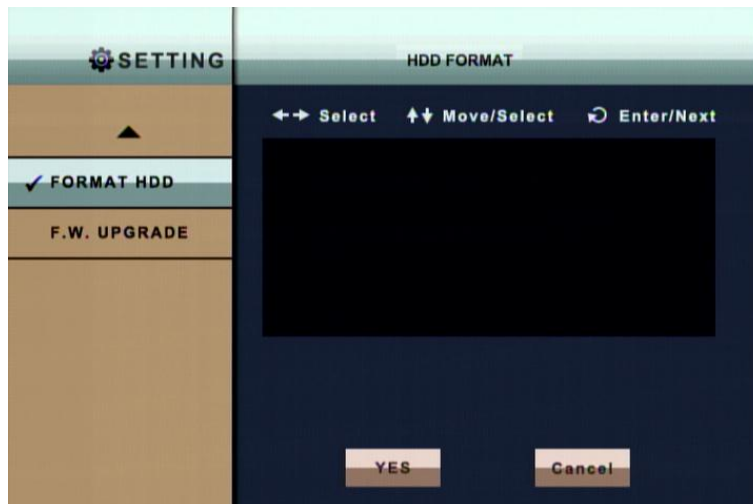 SETTING
HDD FORMAT
Select Move/Select Enter/Next
FORMAT HDD
F.W. UPGRADE
YES Cancel